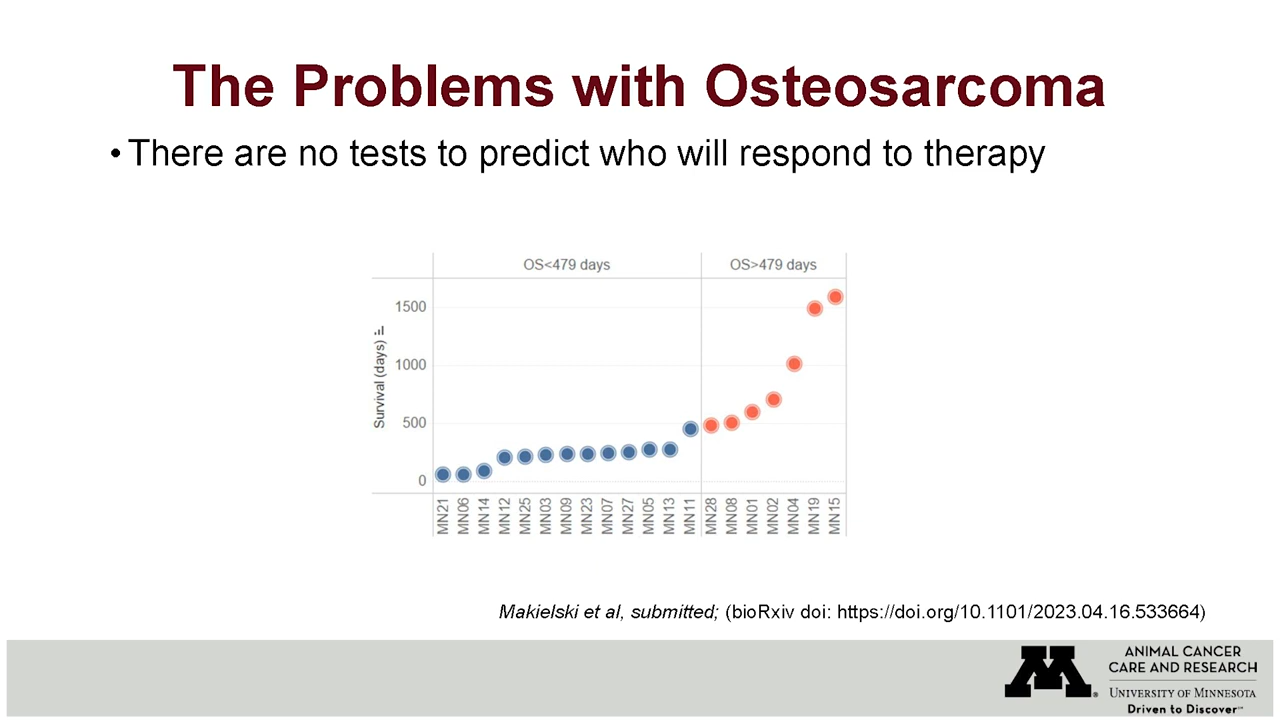 The Problems with Osteosarcoma
• There are no tests to predict who will respond to therapy
OS<479 days
OS>479 days
Survival (days)
1500
1000
500
0
MN21
MN06
MN14
MN12
MN25
MN03
MN09
MN23
MN07
MN27
MN05
MN13
MN11
MN28
MN08
MN01
MN02
MN04
MN19
MN15
Makielski et al, submitted; (bioRxiv doi: https://doi.org/10.1101/2023.04.16.533664)
M®
ANIMAL CANCER
CARE AND RESEARCH
UNIVERSITY OF MINNESOTA
Driven to Discover℠